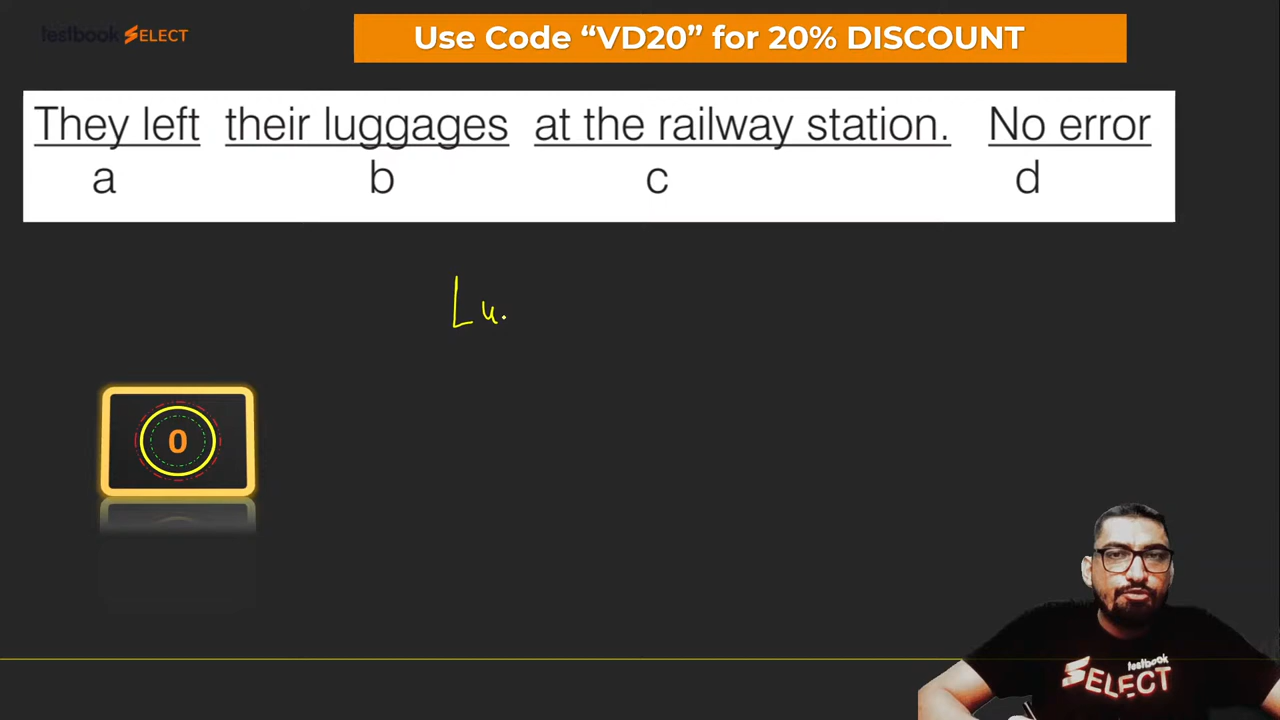 testbook SELECT
Use Code “VD20” for 20% DISCOUNT
They left their luggages at the railway station. No error
a b c d
Lu
0
testbook
SELECT